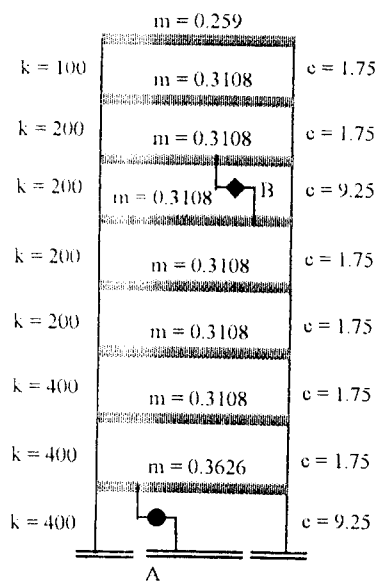 m = 0.259
k = 100 c = 1.75
m = 0.3108
k = 200 m = 0.3108 c = 1.75
k = 200 B c = 9.25
m = 0.3108
k = 200 m = 0.3108 c = 1.75
k = 200 m = 0.3108 c = 1.75
k = 400 m = 0.3108 c = 1.75
k = 400 m = 0.3626 c = 1.75
k = 400 c = 9.25
A